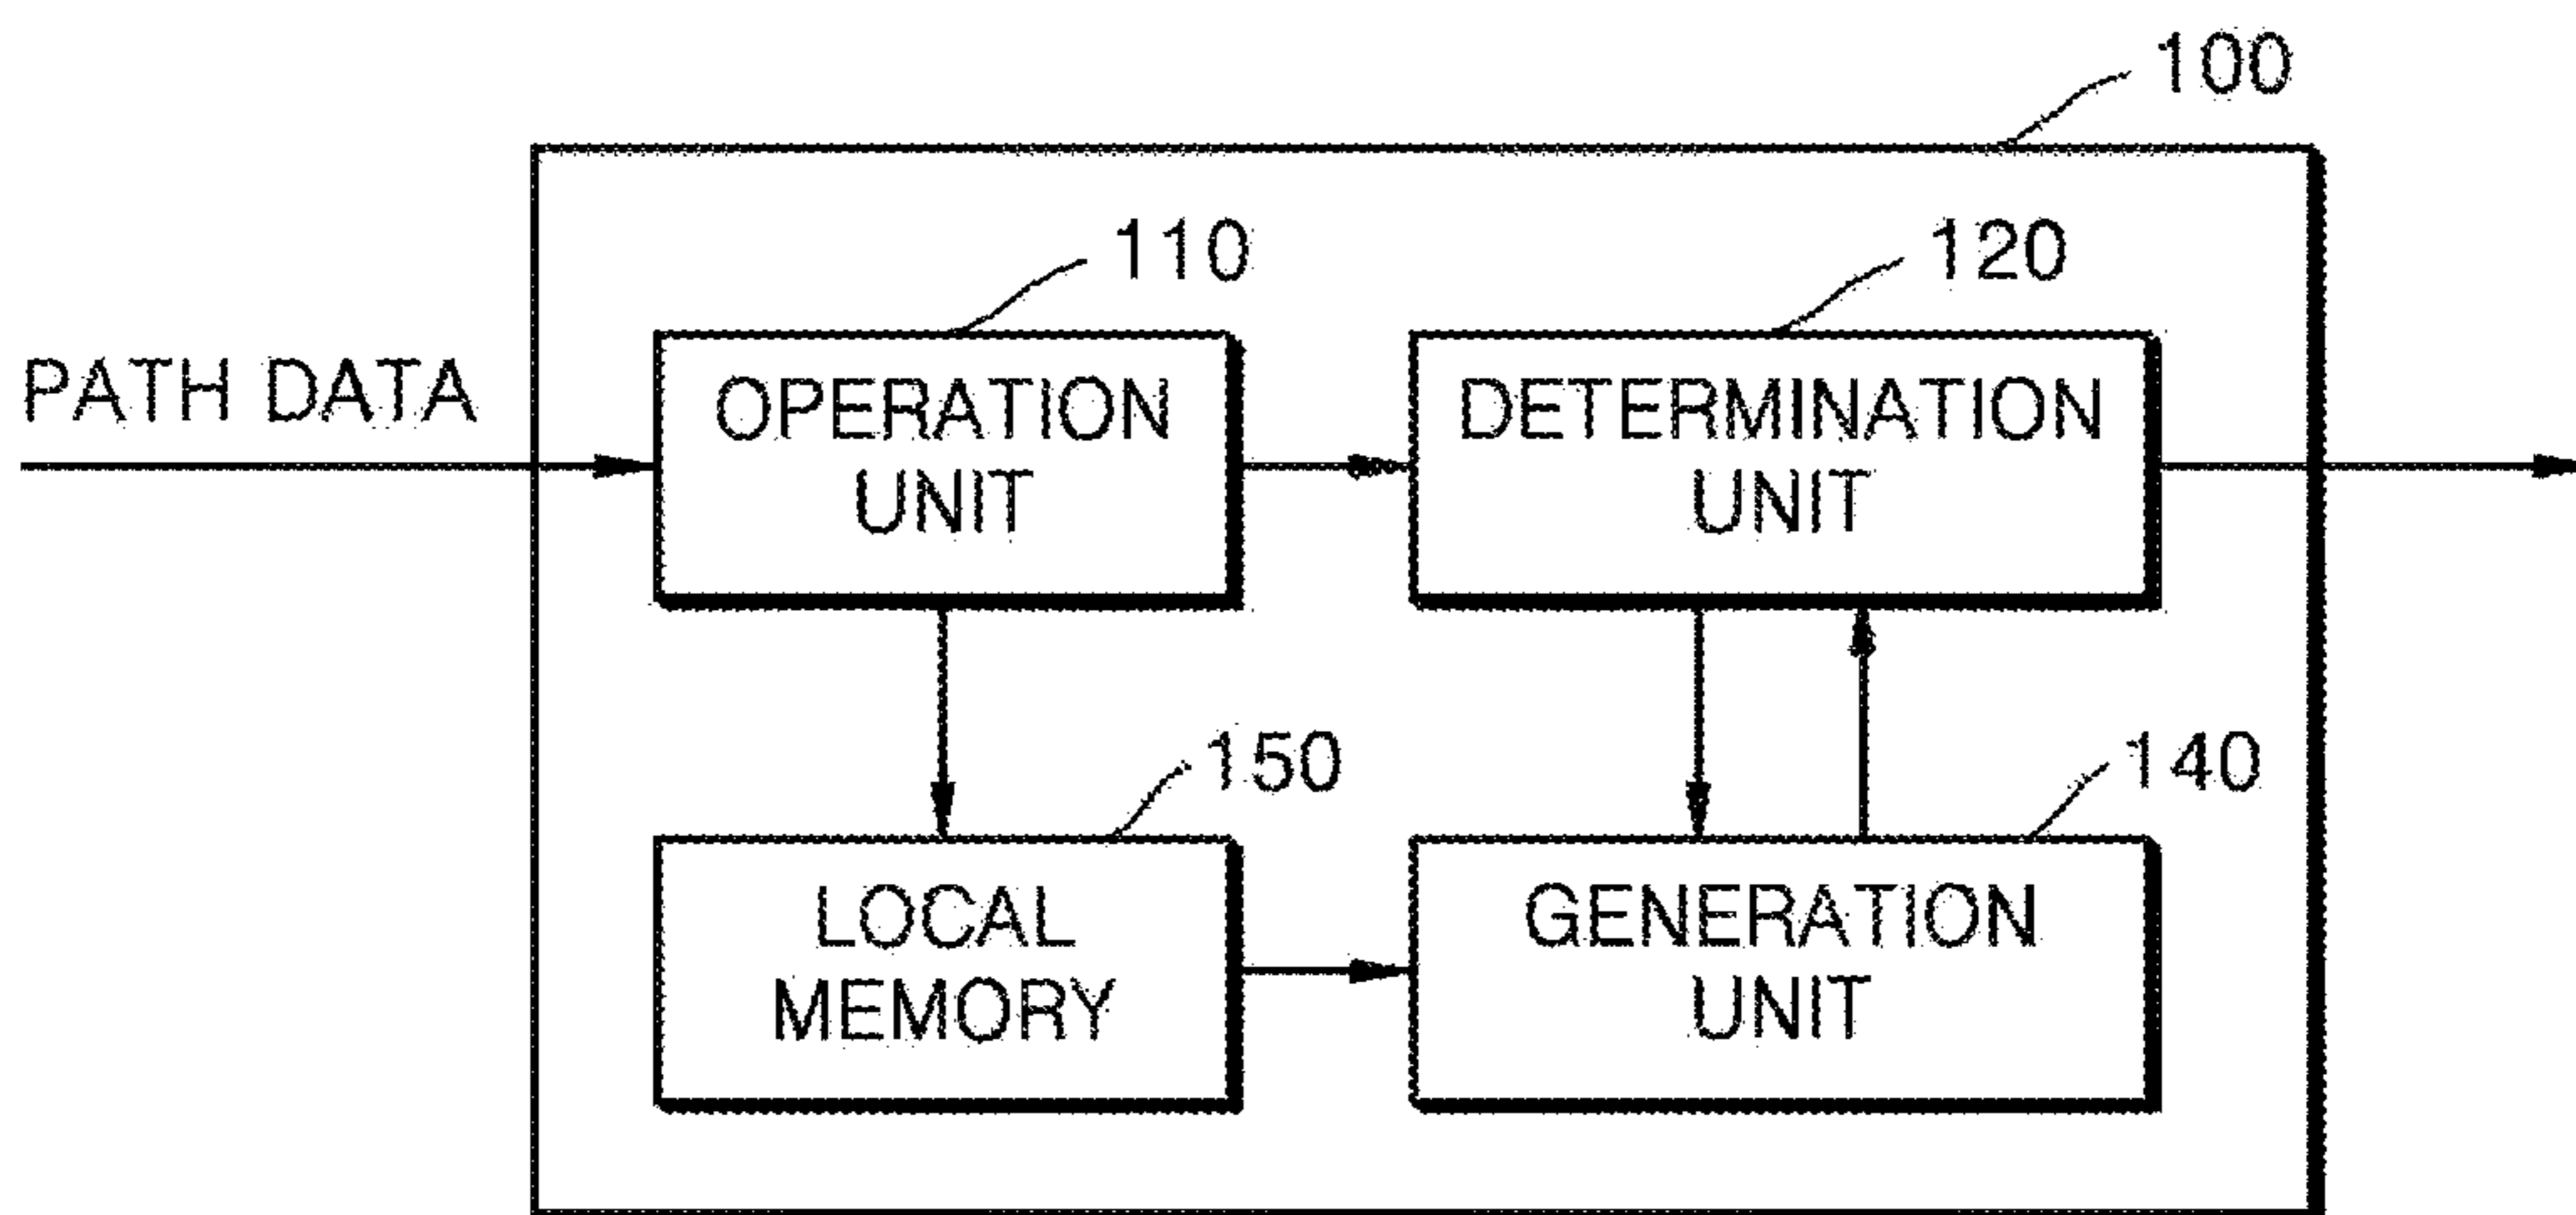 100
110
120
PATH DATA
OPERATION
UNIT
DETERMINATION
UNIT
150
140
LOCAL
MEMORY
GENERATION
UNIT